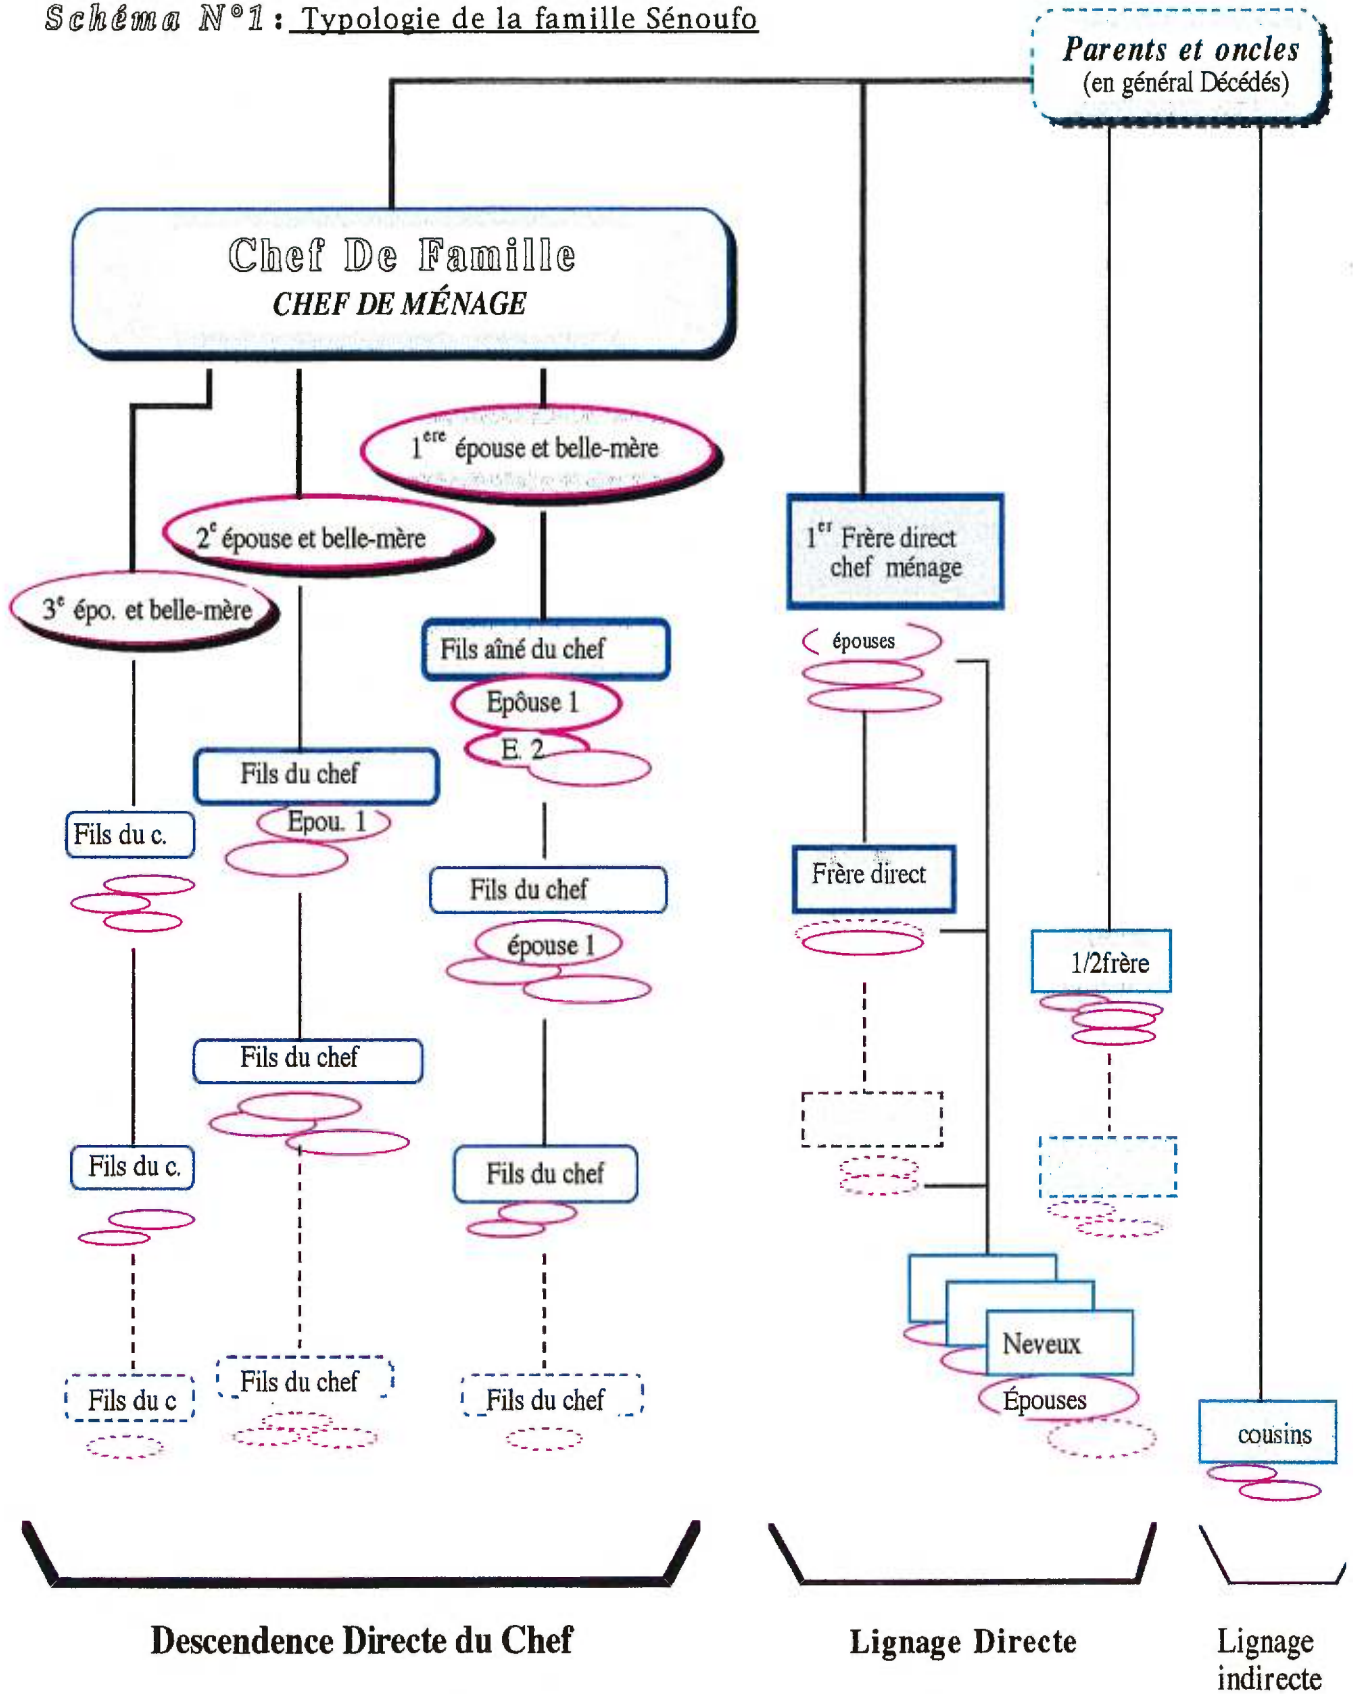 Schéma N°1 : Typologie de la famille Sénoufo
Parents et oncles
(en général Décédés)
Chef De Famille
CHEF DE MÉNAGE
1ere épouse et belle-mère
2e épouse et belle-mère
3e épo. et belle-mère
1er Frère direct
chef ménage
épouses
Fils aîné du chef
Epôuse 1
E. 2
Fils du chef
Epou. 1
Fils du c.
Fils du chef
épouse 1
Frère direct
1/2frère
Fils du chef
Fils du c.
Fils du chef
Neveux
Épouses
Fils du c
Fils du chef
Fils du chef
cousins
Descendence Directe du Chef
Lignage Directe
Lignage
indirecte